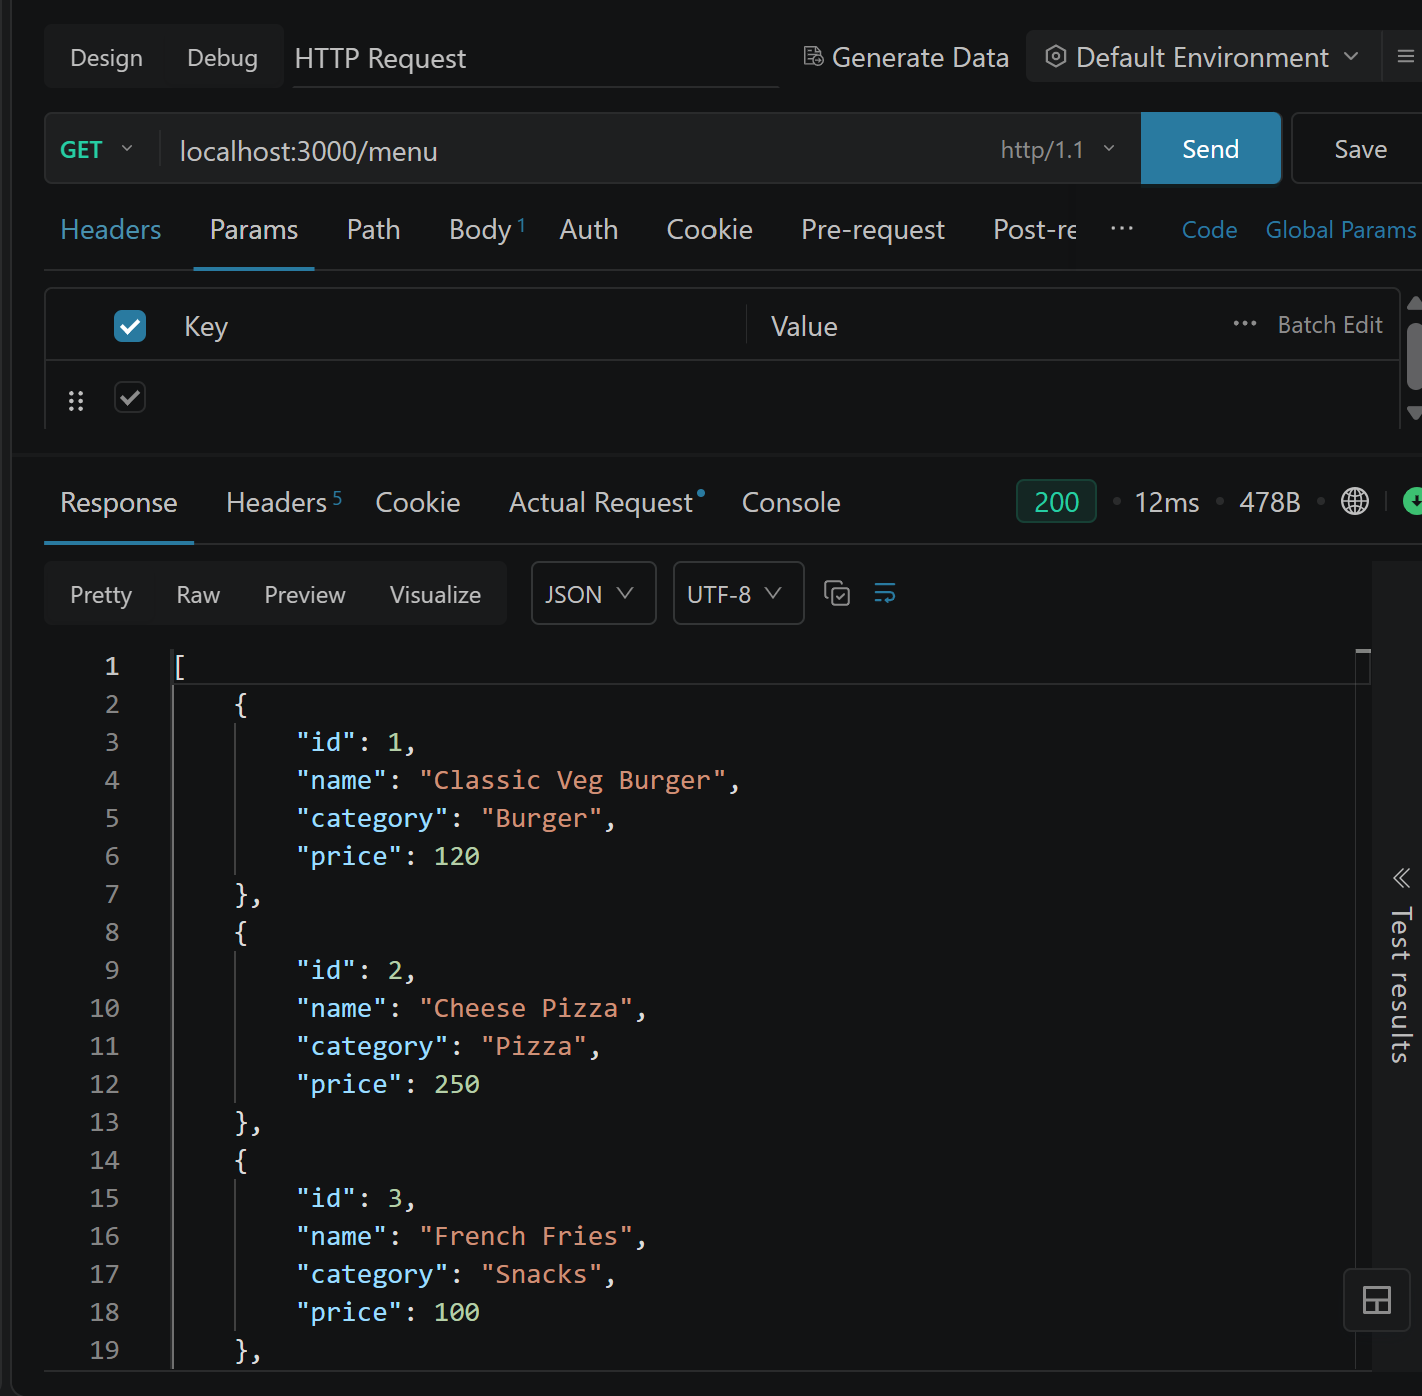 Design Debug HTTP Request Generate Data Default Environment
GET localhost:3000/menu http/1.1 Send Save
Headers Params Path Body 1 Auth Cookie Pre-request Post-re ... Code Global Params
Key Value ... Batch Edit
Response Headers 5 Cookie Actual Request Console 200 • 12ms • 478B •
Pretty Raw Preview Visualize JSON UTF-8
1 [
2 {
3 "id": 1,
4 "name": "Classic Veg Burger",
5 "category": "Burger",
6 "price": 120
7 },
8 {
9 "id": 2,
10 "name": "Cheese Pizza",
11 "category": "Pizza",
12 "price": 250
13 },
14 {
15 "id": 3,
16 "name": "French Fries",
17 "category": "Snacks",
18 "price": 100
19 },
Test results